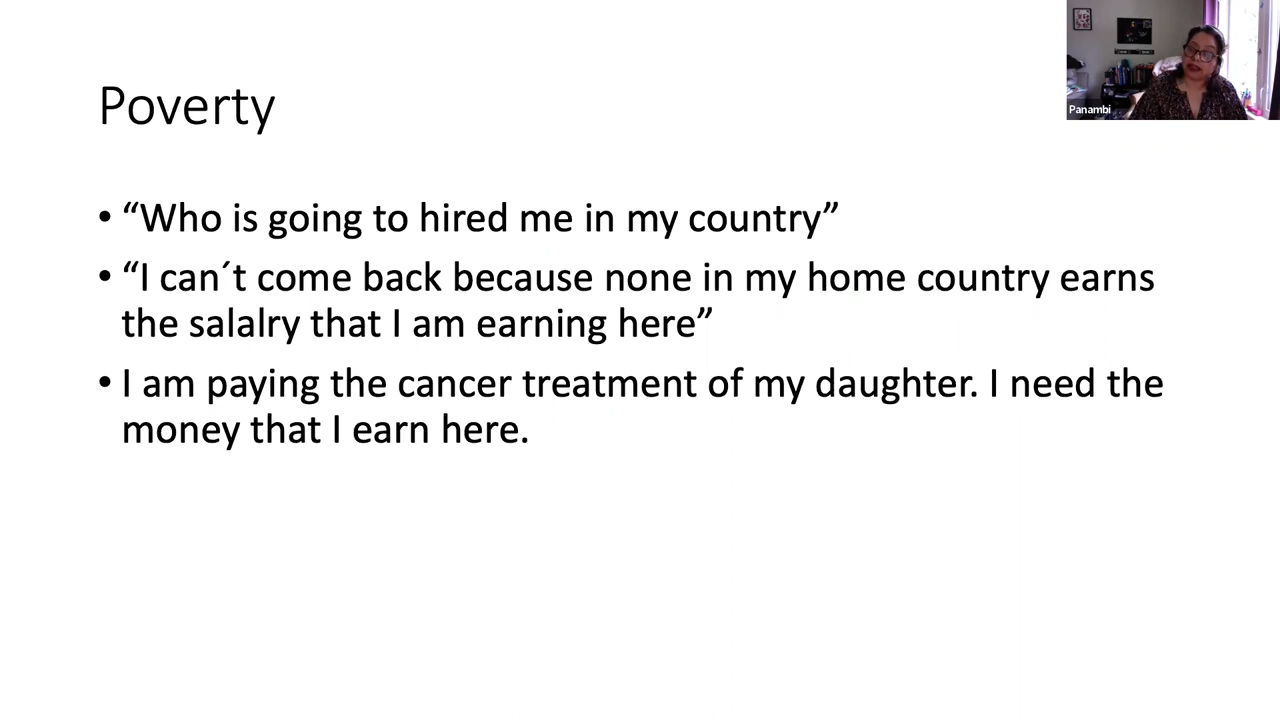 Poverty
Panambi
• “Who is going to hired me in my country”
• “I can´t come back because none in my home country earns
the salalry that I am earning here”
• I am paying the cancer treatment of my daughter. I need the
money that I earn here.